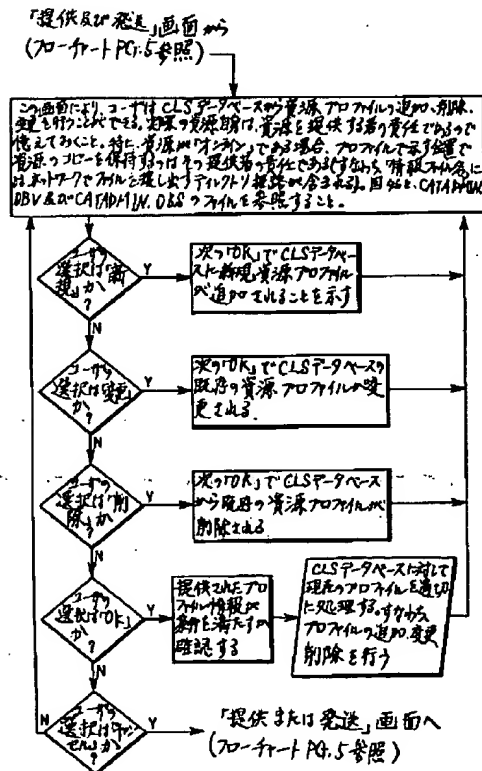 「提供及び発送」画面から
(フローチャートPG.5参照)
この画面により、ユーザはCLSデータベースから資源プロファイルの追加、削除、
変更を行うことができる。実際の資源自身は、資源を提供する者の責任であるので
憶えておくこと。特に、資源が「オンライン」である場合、プロファイルで示す位置で
資源のコピーを保持するのはその提供者の責任である(すなわち、「情報ファイル名」に
はネットワークでファイルを捜し出すディレクトリ経路が含まれる)。図45と、CATADMIN.
DBV及びCATADMIN.OBSのファイルを参照すること。
ユーザの
選択は「新
規」か
?
Y
次の「OK」でCLSデータベー
スに新規資源プロファイル
が追加されることを示す
N
ユーザの
選択は「変更」
か
?
Y
次の「OK」でCLSデータベースの
既存の資源プロファイルが変
更される
N
ユーザの
選択は「削
除」か
?
Y
次の「OK」でCLSデータベース
から既存の資源プロファイルが
削除される
N
ユーザの
選択は「OK」
か
?
Y
提供されたプロ
ファイル情報が
条件を満たすか
確認する
CLSデータベースに対して
現在のプロファイルを適切
に処理する。すなわち
プロファイルの追加、変更
削除を行う
N
ユーザの
選択は「キャン
セル」か
?
N
Y
「提供または発送」画面へ
(フローチャートPG.5参照)